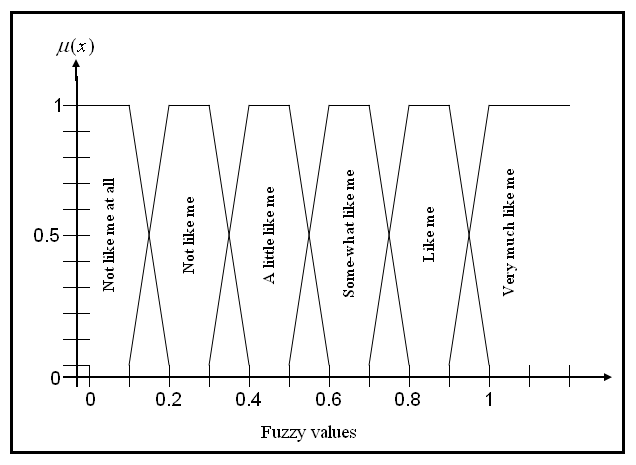 μ(x)
1
0.5
0
Not like me at all
Not like me
A little like me
Some-what like me
Like me
Very much like me
0 0.2 0.4 0.6 0.8 1
Fuzzy values